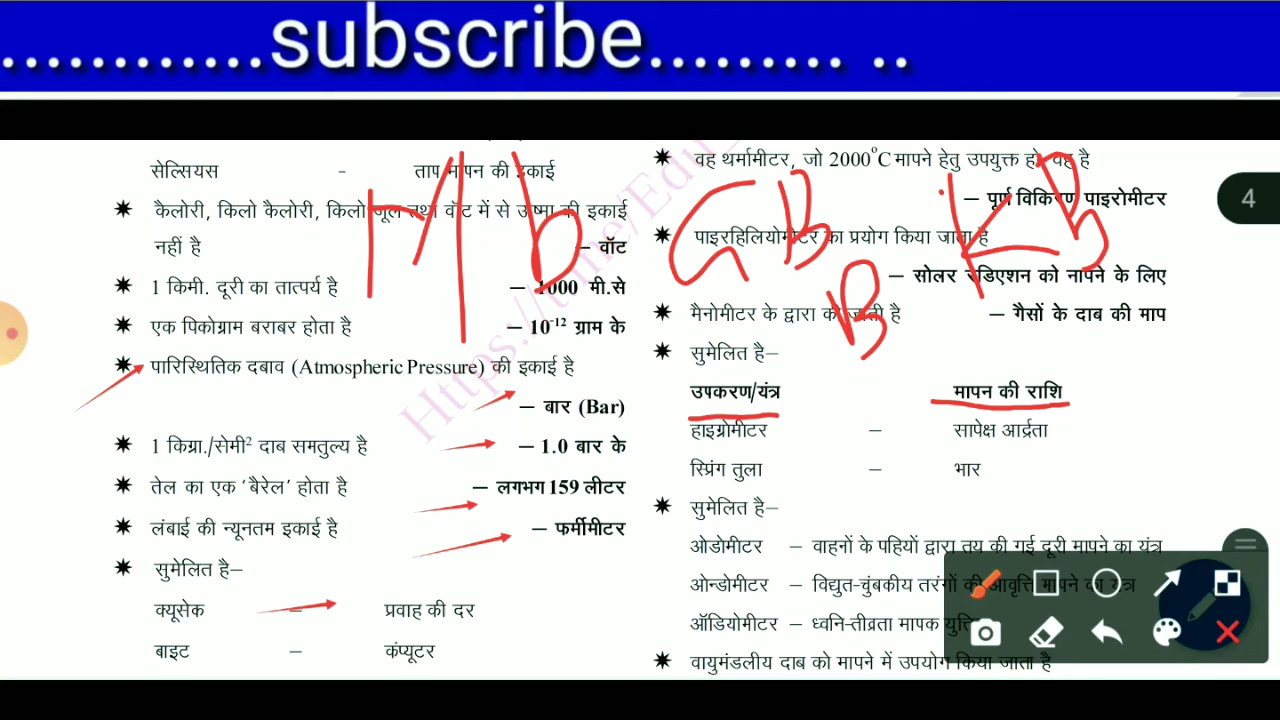 ............subscribe......... ..
सेल्सियस - ताप मापन की इकाई
✷ कैलोरी, किलो कैलोरी, किलो जूल तथा वॉट में से उष्मा की इकाई
नहीं है – वॉट
✷ 1 किमी. दूरी का तात्पर्य है – 1000 मी.से
✷ एक पिकोग्राम बराबर होता है – 10⁻¹² ग्राम के
✷ पारिस्थितिक दबाव (Atmospheric Pressure) की इकाई है
– बार (Bar)
✷ 1 किग्रा./सेमी² दाब समतुल्य है – 1.0 बार के
✷ तेल का एक ‘बैरेल’ होता है – लगभग 159 लीटर
✷ लंबाई की न्यूनतम इकाई है – फर्मीमीटर
✷ सुमेलित है–
क्यूसेक – प्रवाह की दर
बाइट – कंप्यूटर
✷ वह थर्मामीटर, जो 2000°C मापने हेतु उपयुक्त हो, वह है
– पूर्ण विकिरण पाइरोमीटर
✷ पाइरहिलियोमीटर का प्रयोग किया जाता है
– सोलर रेडिएशन को नापने के लिए
✷ मैनोमीटर के द्वारा की जाती है – गैसों के दाब की माप
✷ सुमेलित है–
उपकरण/यंत्र मापन की राशि
हाइग्रोमीटर – सापेक्ष आर्द्रता
स्प्रिंग तुला – भार
✷ सुमेलित है–
ओडोमीटर – वाहनों के पहियों द्वारा तय की गई दूरी मापने का यंत्र
ओन्डोमीटर – विद्युत-चुंबकीय तरंगों की आवृत्ति मापने का यंत्र
ऑडियोमीटर – ध्वनि-तीव्रता मापक युक्ति
✷ वायुमंडलीय दाब को मापने में उपयोग किया जाता है
4
Mb
GB
B
KB